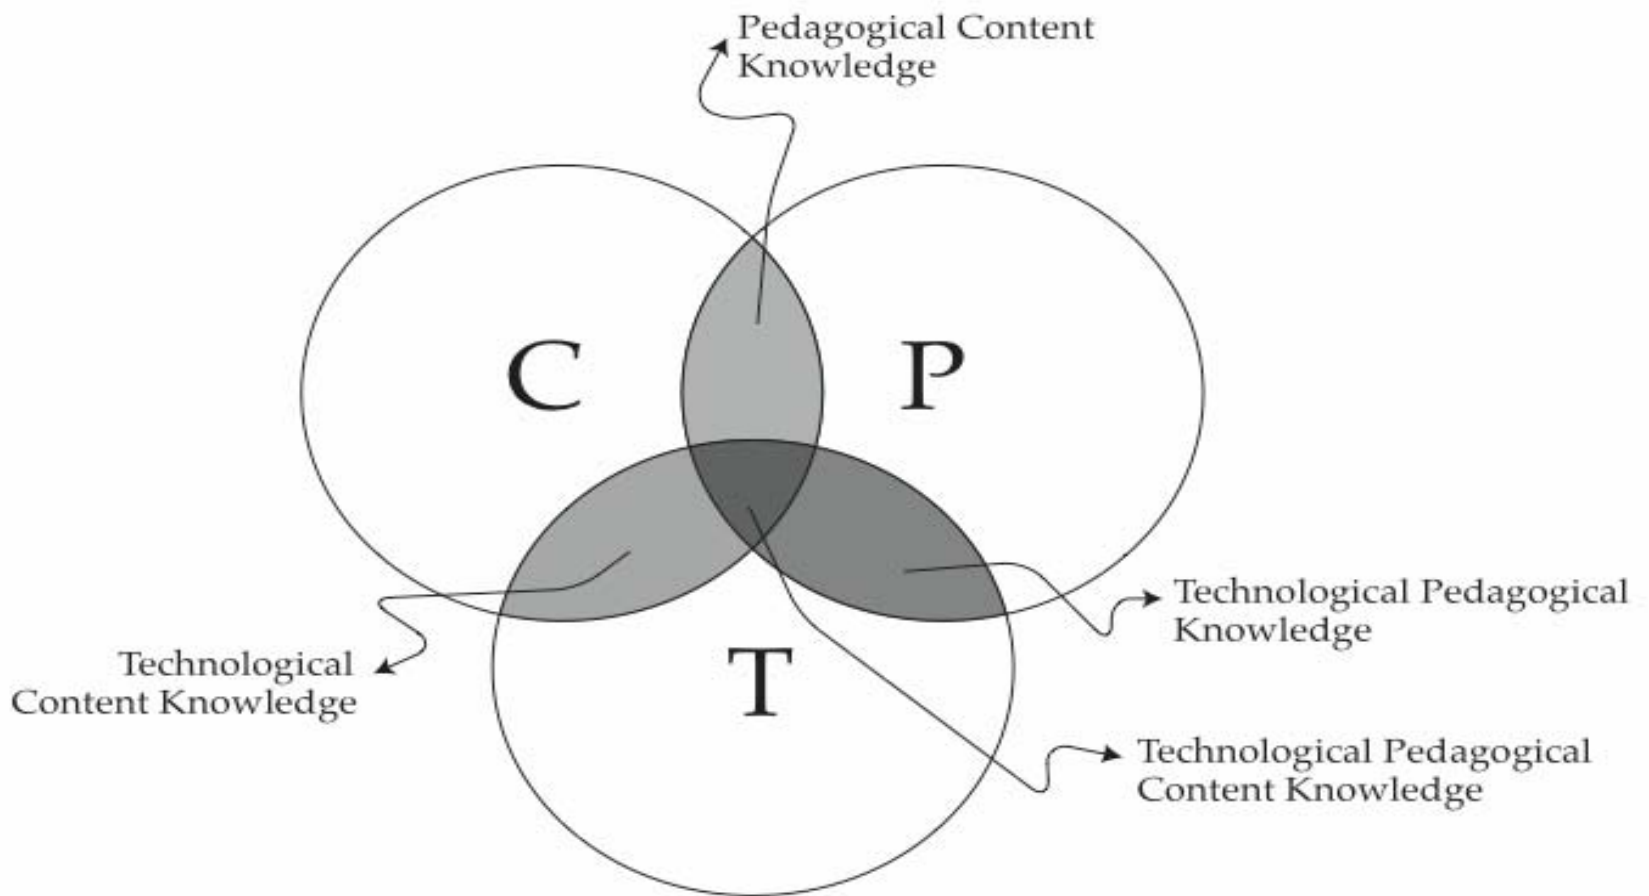 Pedagogical Content
Knowledge
C
P
Technological Pedagogical
Knowledge
T
Technological
Content Knowledge
Technological Pedagogical
Content Knowledge